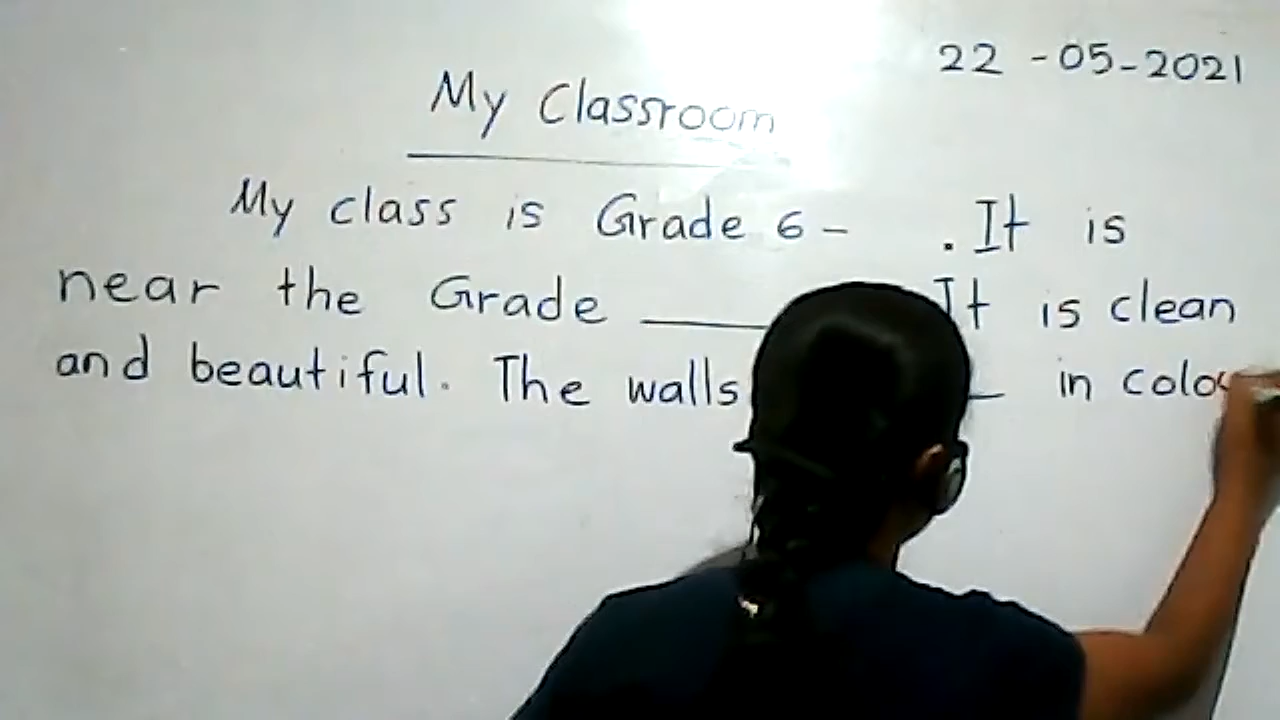 22-05-2021
My Classroom
My class is Grade 6 - . It is
near the Grade ______ It is clean
and beautiful. The walls _ in colo